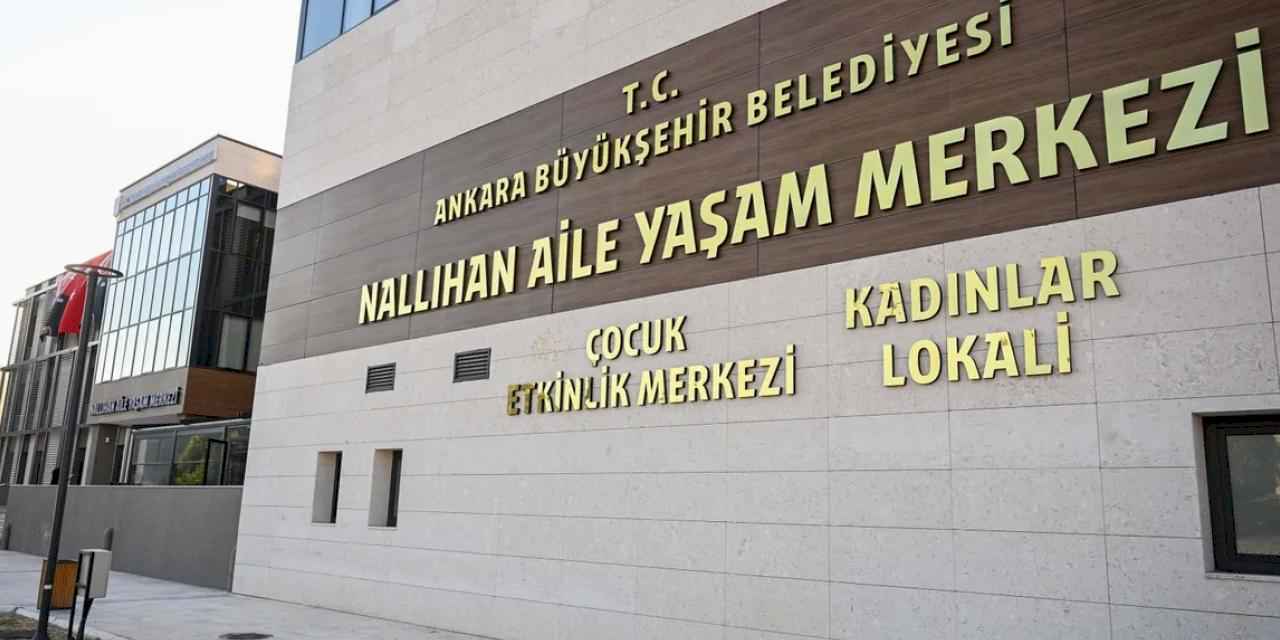 T.C.
ANKARA BÜYÜKŞEHİR BELEDİYESİ
NALLIHAN AİLE YAŞAM MERKEZİ
ÇOCUK
ETKİNLİK MERKEZİ
KADINLAR
LOKALİ
NALLIHAN AİLE YAŞAM MERKEZİ